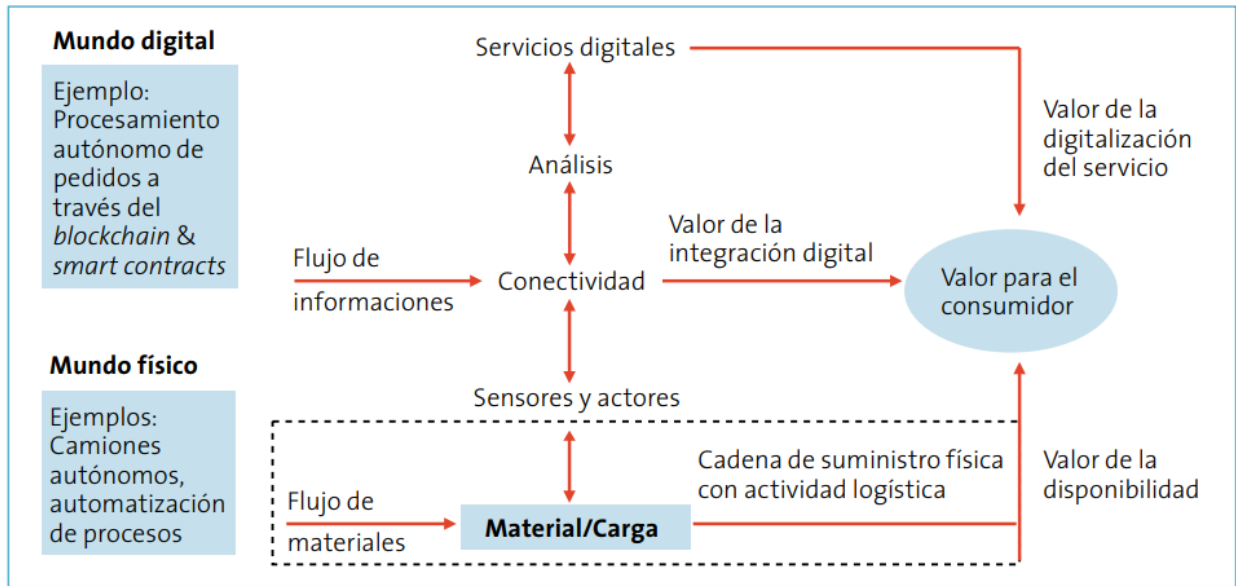 Mundo digital
Ejemplo:
Procesamiento
autónomo de
pedidos a
través del
blockchain &
smart contracts
Servicios digitales
Análisis
Flujo de
informaciones
Conectividad
Valor de la
integración digital
Valor de la
digitalización
del servicio
Valor para el
consumidor
Mundo físico
Ejemplos:
Camiones
autónomos,
automatización
de procesos
Sensores y actores
Flujo de
materiales
Material/Carga
Cadena de suministro física
con actividad logística
Valor de la
disponibilidad